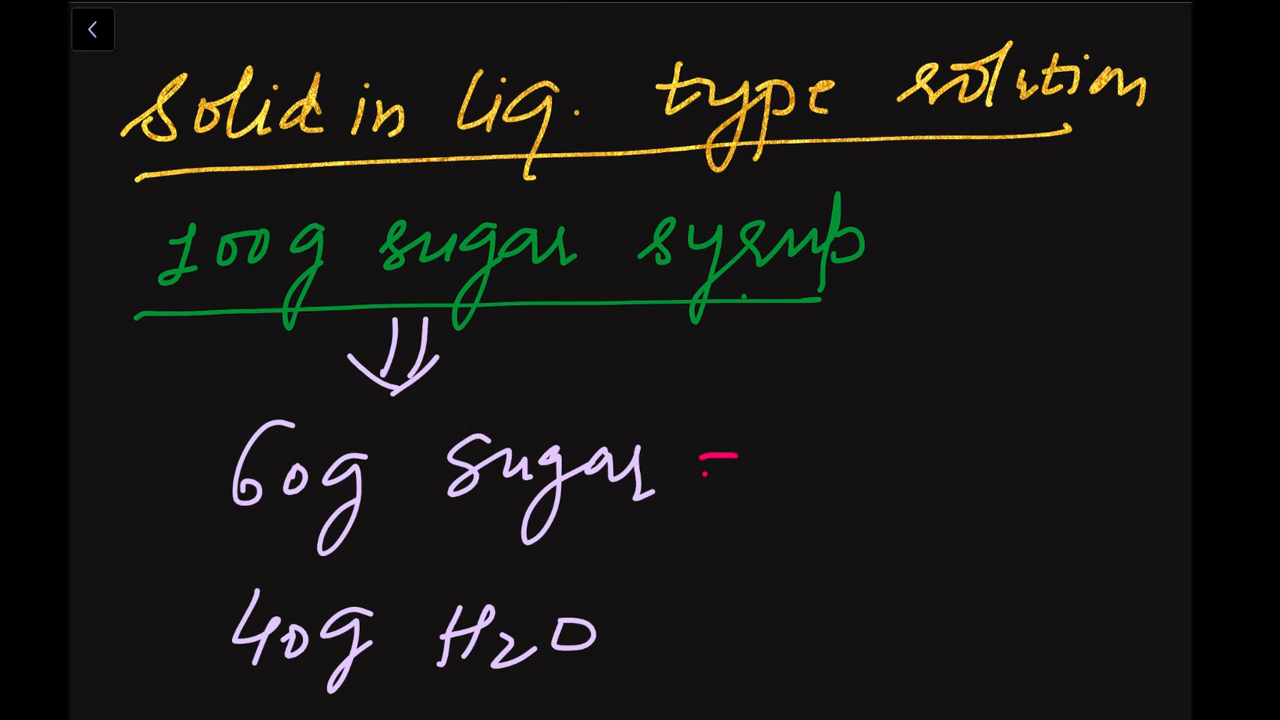 Solid in liq. type solution
100g sugar syrup
60g sugar =
40g H2O